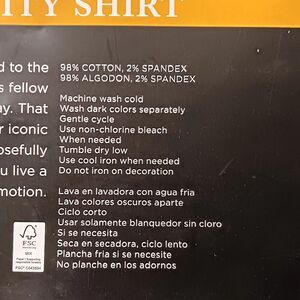 ITY SHIRT
d to the
s fellow
ay. That
r iconic
osefully
u live a
motion.
98% COTTON, 2% SPANDEX
98% ALGODON, 2% SPANDEX
Machine wash cold
Wash dark colors separately
Gentle cycle
Use non-chlorine bleach
When needed
Tumble dry low
Use cool iron when needed
Do not iron on decoration
Lava en lavadora con agua fria
Lava colores oscuros aparte
Ciclo corto
Usar solamente blanqueador sin cloro
Si se necesita
Seca en secadora, ciclo lento
Plancha fria si se necesite
No planche en los adornos
FSC
MIX